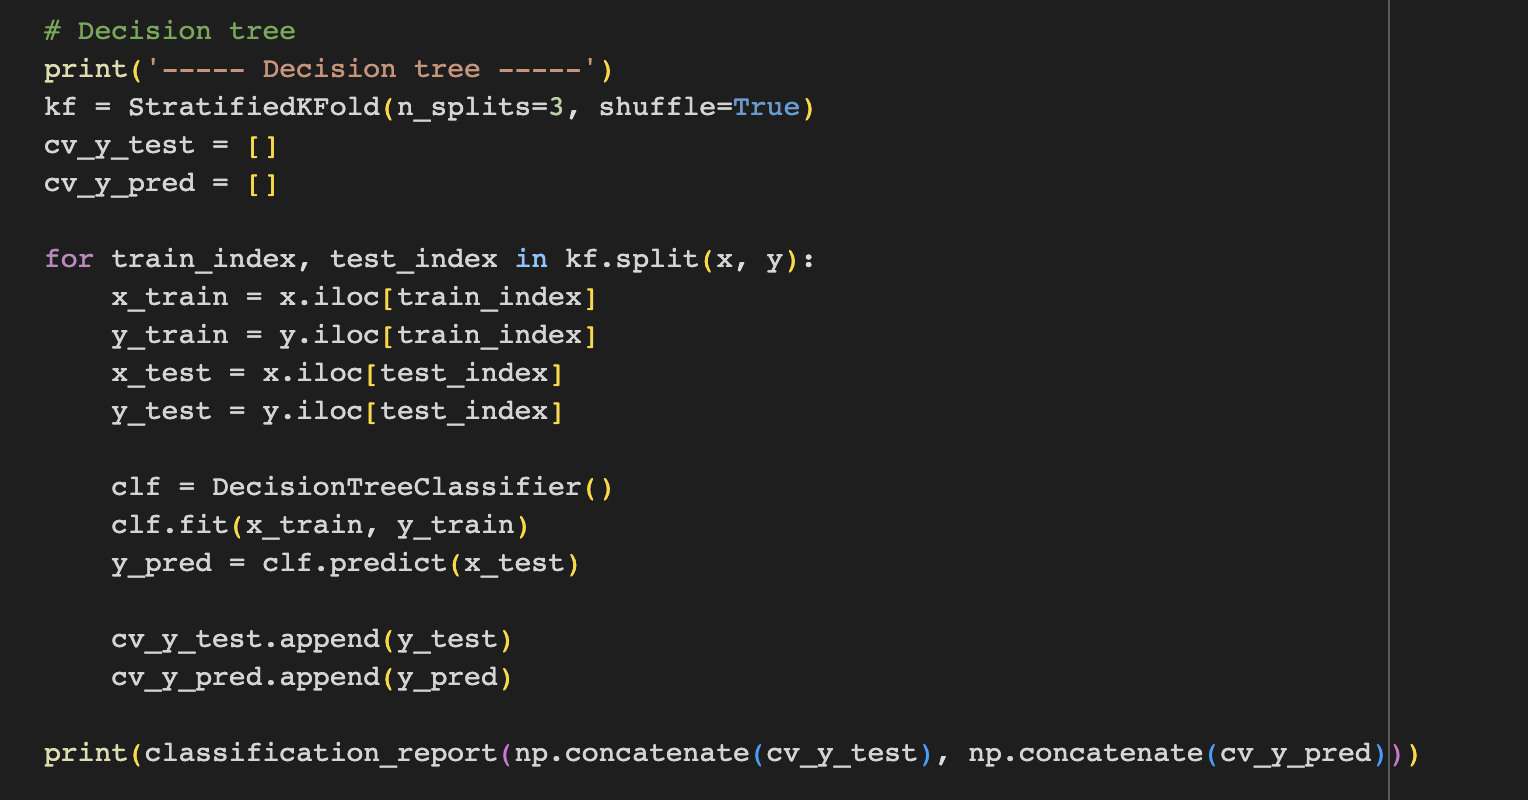 # Decision tree
print('----- Decision tree -----')
kf = StratifiedKFold(n_splits=3, shuffle=True)
cv_y_test = []
cv_y_pred = []
for train_index, test_index in kf.split(x, y):
    x_train = x.iloc[train_index]
    y_train = y.iloc[train_index]
    x_test = x.iloc[test_index]
    y_test = y.iloc[test_index]
    clf = DecisionTreeClassifier()
    clf.fit(x_train, y_train)
    y_pred = clf.predict(x_test)
    cv_y_test.append(y_test)
    cv_y_pred.append(y_pred)
print(classification_report(np.concatenate(cv_y_test), np.concatenate(cv_y_pred)))